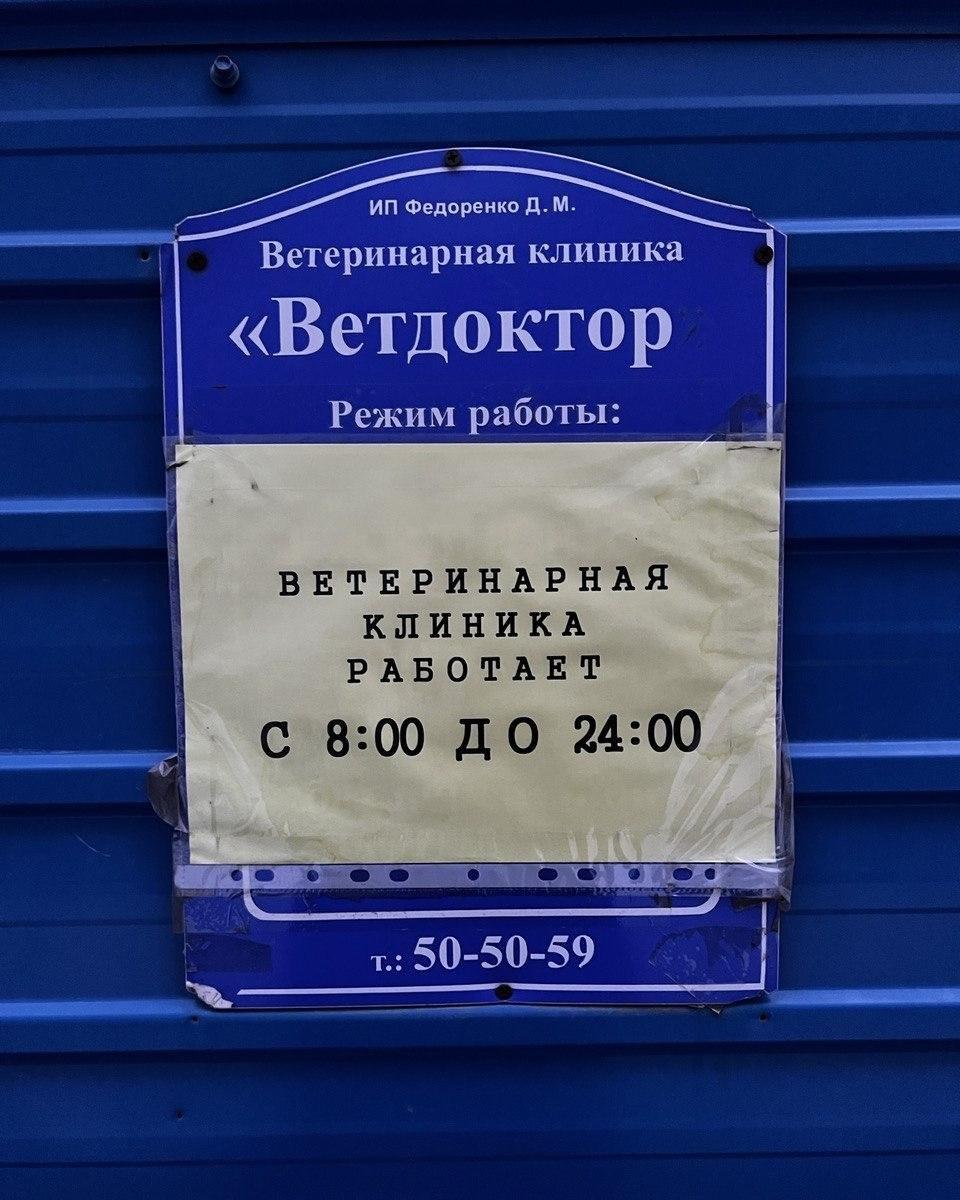 ИП Федоренко Д. М.
Ветеринарная клиника
«Ветдоктор
Режим работы:
ВЕТЕРИНАРНАЯ
КЛИНИКА
РАБОТАЕТ
С 8:00 ДО 24:00
т.: 50-50-59